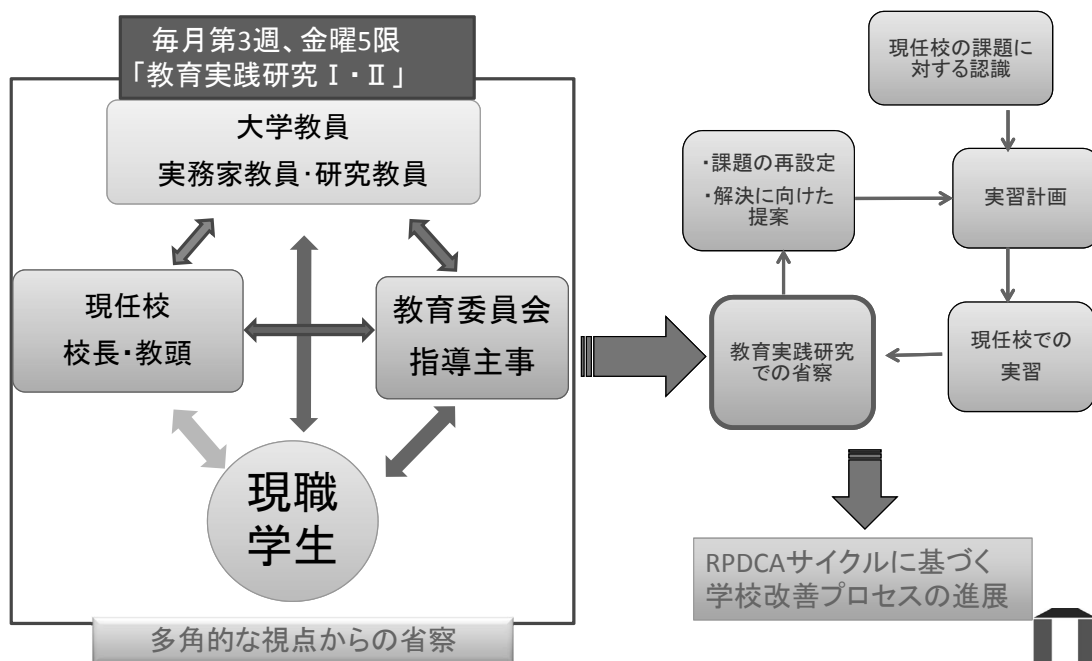 毎月第3週、金曜5限
「教育実践研究Ⅰ・Ⅱ」
大学教員
実務家教員・研究教員
現任校
校長・教頭
教育委員会
指導主事
現職
学生
多角的な視点からの省察
現任校の課題に
対する認識
・課題の再設定
・解決に向けた
提案
実習計画
教育実践研究
での省察
現任校での
実習
RPDCAサイクルに基づく
学校改善プロセスの進展